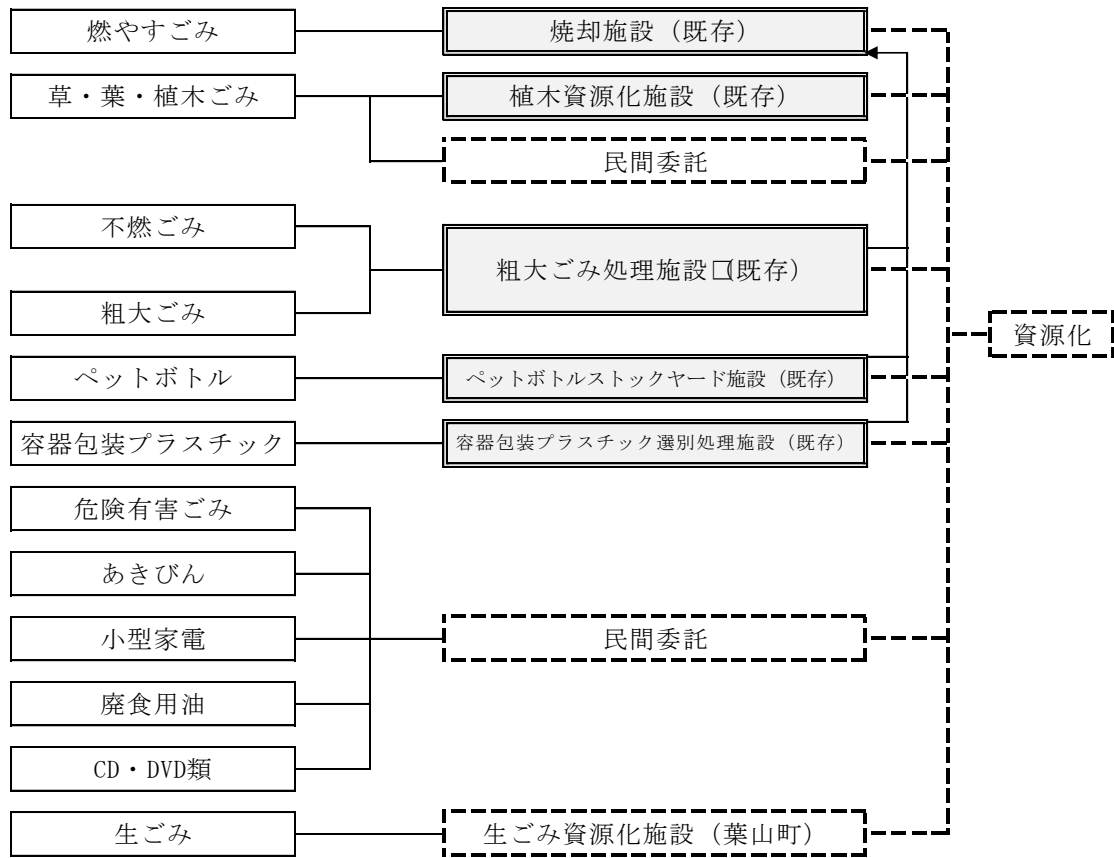 燃やすごみ
焼却施設（既存）
草・葉・植木ごみ
植木資源化施設（既存）
民間委託
不燃ごみ
粗大ごみ処理施設□（既存）
粗大ごみ
資源化
ペットボトル
ペットボトルストックヤード施設（既存）
容器包装プラスチック
容器包装プラスチック選別処理施設（既存）
危険有害ごみ
あきびん
小型家電
民間委託
廃食用油
CD・DVD類
生ごみ
生ごみ資源化施設（葉山町）